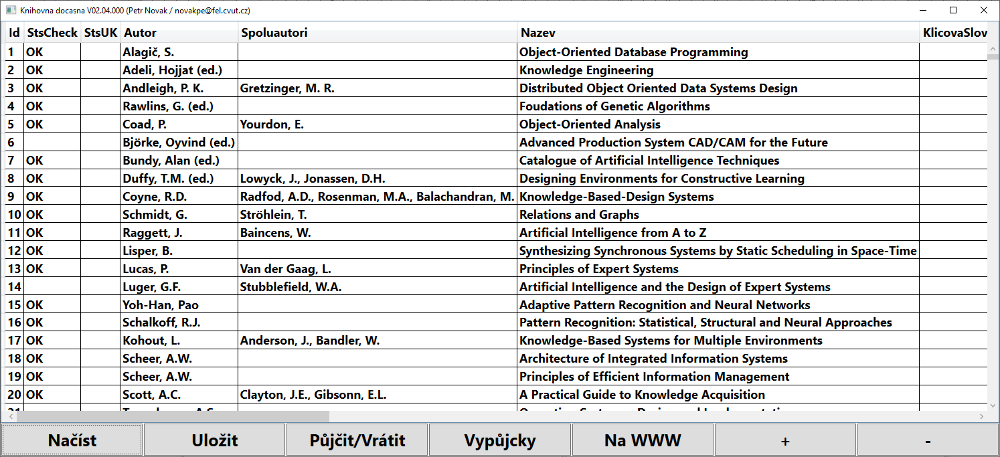 Knihovna docasna V02.04.000 (Petr Novak / novakpe@fel.cvut.cz)
Id StsCheck StsUK Autor Spoluautori Nazev KlicovaSlov
1 OK Alagič, S. Object-Oriented Database Programming
2 OK Adeli, Hojjat (ed.) Knowledge Engineering
3 OK Andleigh, P. K. Gretzinger, M. R. Distributed Object Oriented Data Systems Design
4 OK Rawlins, G. (ed.) Foudations of Genetic Algorithms
5 OK Coad, P. Yourdon, E. Object-Oriented Analysis
6 Björke, Oyvind (ed.) Advanced Production System CAD/CAM for the Future
7 OK Bundy, Alan (ed.) Catalogue of Artificial Intelligence Techniques
8 OK Duffy, T.M. (ed.) Lowyck, J., Jonassen, D.H. Designing Environments for Constructive Learning
9 OK Coyne, R.D. Radfod, A.D., Rosenman, M.A., Balachandran, M. Knowledge-Based-Design Systems
10 OK Schmidt, G. Ströhlein, T. Relations and Graphs
11 OK Raggett, J. Baincens, W. Artificial Intelligence from A to Z
12 OK Lisper, B. Synthesizing Synchronous Systems by Static Scheduling in Space-Time
13 OK Lucas, P. Van der Gaag, L. Principles of Expert Systems
14 Luger, G.F. Stubblefield, W.A. Artificial Intelligence and the Design of Expert Systems
15 OK Yoh-Han, Pao Adaptive Pattern Recognition and Neural Networks
16 OK Schalkoff, R.J. Pattern Recognition: Statistical, Structural and Neural Approaches
17 OK Kohout, L. Anderson, J., Bandler, W. Knowledge-Based Systems for Multiple Environments
18 OK Scheer, A.W. Architecture of Integrated Information Systems
19 OK Scheer, A.W. Principles of Efficient Information Management
20 OK Scott, A.C. Clayton, J.E., Gibsonn, E.L. A Practical Guide to Knowledge Acquisition
Načíst Uložit Půjčit/Vrátit Vypůjcky Na WWW + -